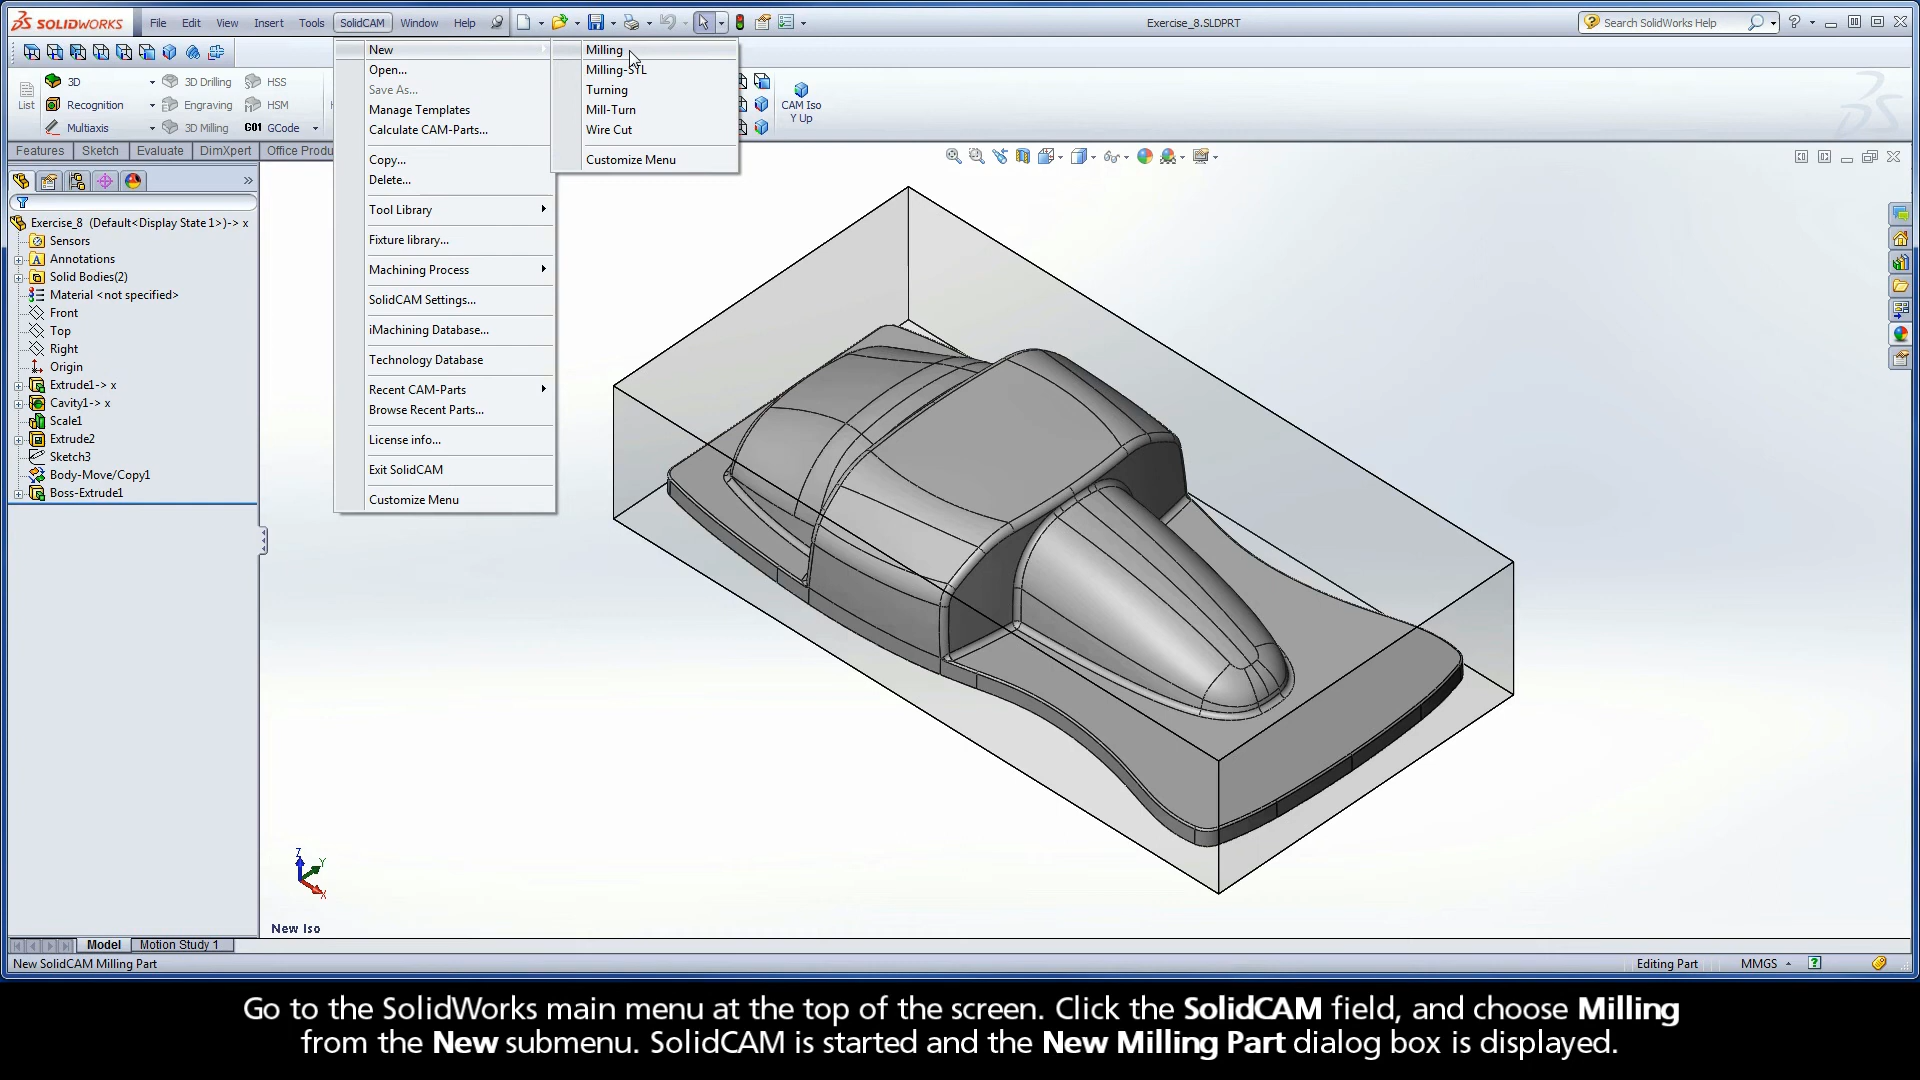 SOLIDWORKS
File Edit View Insert Tools SolidCAM Window Help
Exercise_8.SLDPRT
Search SolidWorks Help
New
Open...
Save As...
Manage Templates
Calculate CAM-Parts...
Copy...
Delete...
Tool Library
Fixture library...
Machining Process
SolidCAM Settings...
iMachining Database...
Technology Database
Recent CAM-Parts
Browse Recent Parts...
License info...
Exit SolidCAM
Customize Menu
Milling
Turning
Mill-Turn
Wire Cut
Customize Menu
List
3D
Recognition
Multiaxis
3D Drilling
Engraving
3D Milling
HSS
HSM
G01 GCode
CAM Iso
Y Up
Features Sketch Evaluate DimXpert Office Produ
Exercise_8 (Default<Display State 1>)-> x
Sensors
Annotations
Solid Bodies(2)
Material <not specified>
Front
Top
Right
Origin
Extrude1-> x
Cavity1-> x
Scale1
Extrude2
Sketch3
Body-Move/Copy1
Boss-Extrude1
Z
Y
X
New Iso
Model Motion Study 1
New SolidCAM Milling Part
Editing Part MMGS
Go to the SolidWorks main menu at the top of the screen. Click the SolidCAM field, and choose Milling
from the New submenu. SolidCAM is started and the New Milling Part dialog box is displayed.